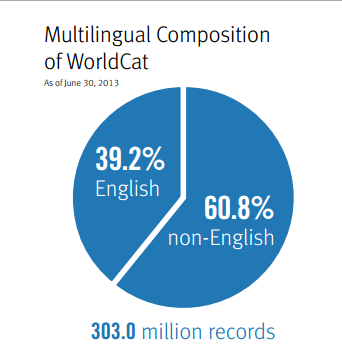 Multilingual Composition
of WorldCat
As of June 30, 2013
39.2%
English
60.8%
non-English
303.0 million records